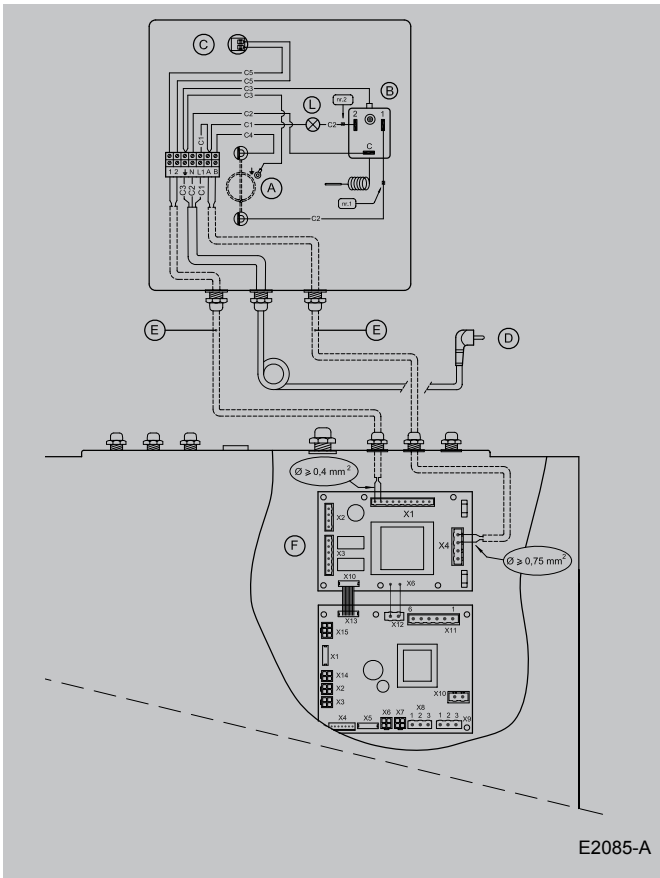 C
C5
C5
C3
C3
B
nr.2
2 1
L
C2
C1 C2
C4
C1
C
1 2 N L1 A B
C3 C2 C1
A
nr.1
C2
E E
D
Ø ≥ 0,4 mm²
X1
X2
F
X4
X3
Ø ≥ 0,75 mm²
X10 X6
X13
6 1
X12 X11
X15
X1
X14
X2 X10
X3
X4 X5 X6 X7 X8
1 2 3 1 2 3 X9
E2085-A